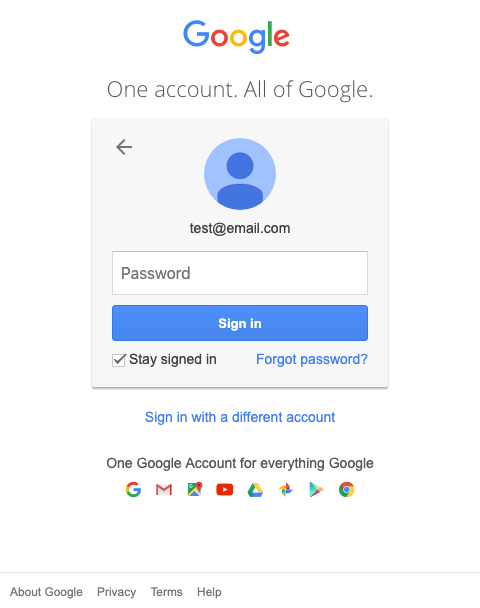 Google
One account. All of Google.
test@email.com
Password
Sign in
Stay signed in Forgot password?
Sign in with a different account
One Google Account for everything Google
About Google Privacy Terms Help